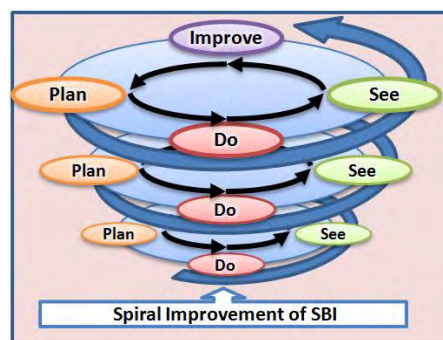 Improve
Plan
See
Do
Plan
See
Do
Plan
See
Do
Spiral Improvement of SBI